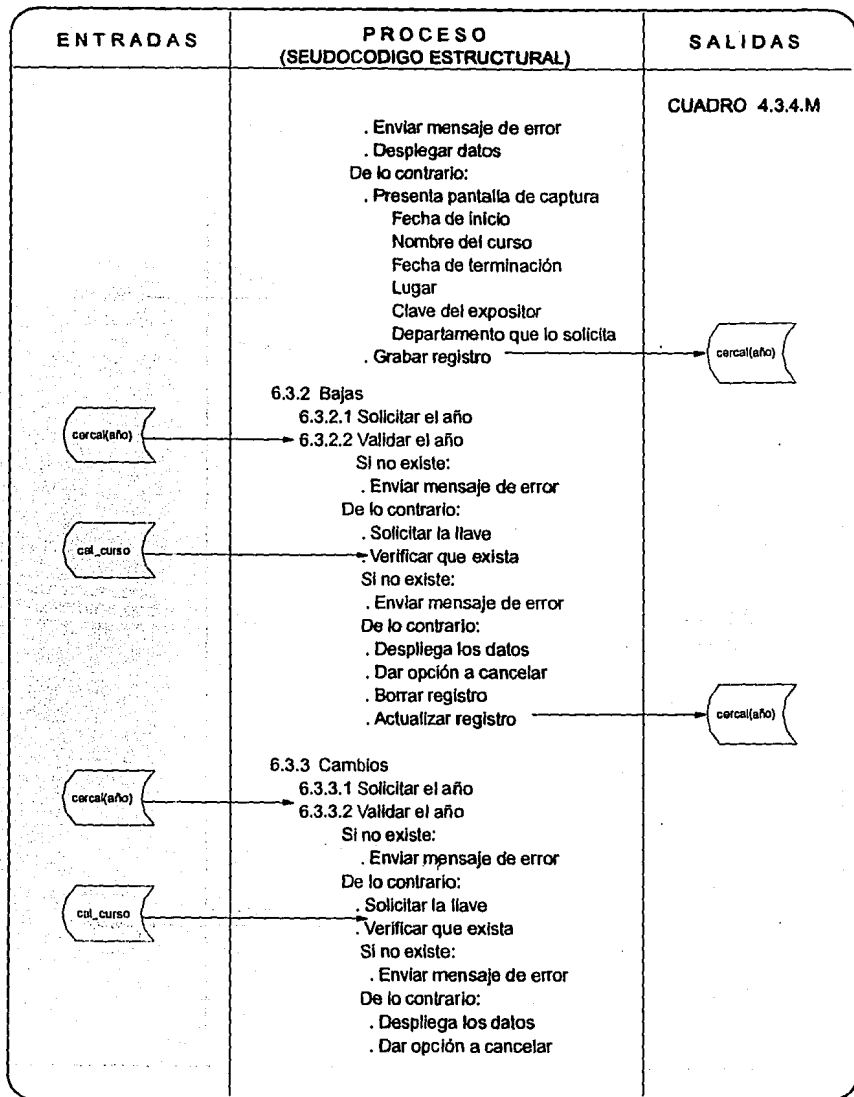 ENTRADAS
PROCESO
(SEUDOCODIGO ESTRUCTURAL)
SALIDAS
CUADRO 4.3.4.M
. Enviar mensaje de error
. Desplegar datos
De lo contrario:
. Presenta pantalla de captura
Fecha de inicio
Nombre del curso
Fecha de terminación
Lugar
Clave del expositor
Departamento que lo solicita
. Grabar registro
cercal(año)
6.3.2 Bajas
6.3.2.1 Solicitar el año
cercal(año)
6.3.2.2 Validar el año
Si no existe:
. Enviar mensaje de error
De lo contrario:
. Solicitar la llave
cal_curso
. Verificar que exista
Si no existe:
. Enviar mensaje de error
De lo contrario:
. Despliega los datos
. Dar opción a cancelar
. Borrar registro
. Actualizar registro
cercal(año)
6.3.3 Cambios
6.3.3.1 Solicitar el año
cercal(año)
6.3.3.2 Validar el año
Si no existe:
. Enviar mensaje de error
De lo contrario:
. Solicitar la llave
cal_curso
. Verificar que exista
Si no existe:
. Enviar mensaje de error
De lo contrario:
. Despliega los datos
. Dar opción a cancelar